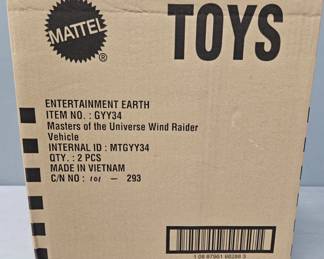 MATTEL
®
TOYS
ENTERTAINMENT EARTH
ITEM NO. : GYY34
Masters of the Universe Wind Raider
Vehicle
INTERNAL ID : MTGYY34
QTY. : 2 PCS
MADE IN VIETNAM
C/N NO : 101 - 293